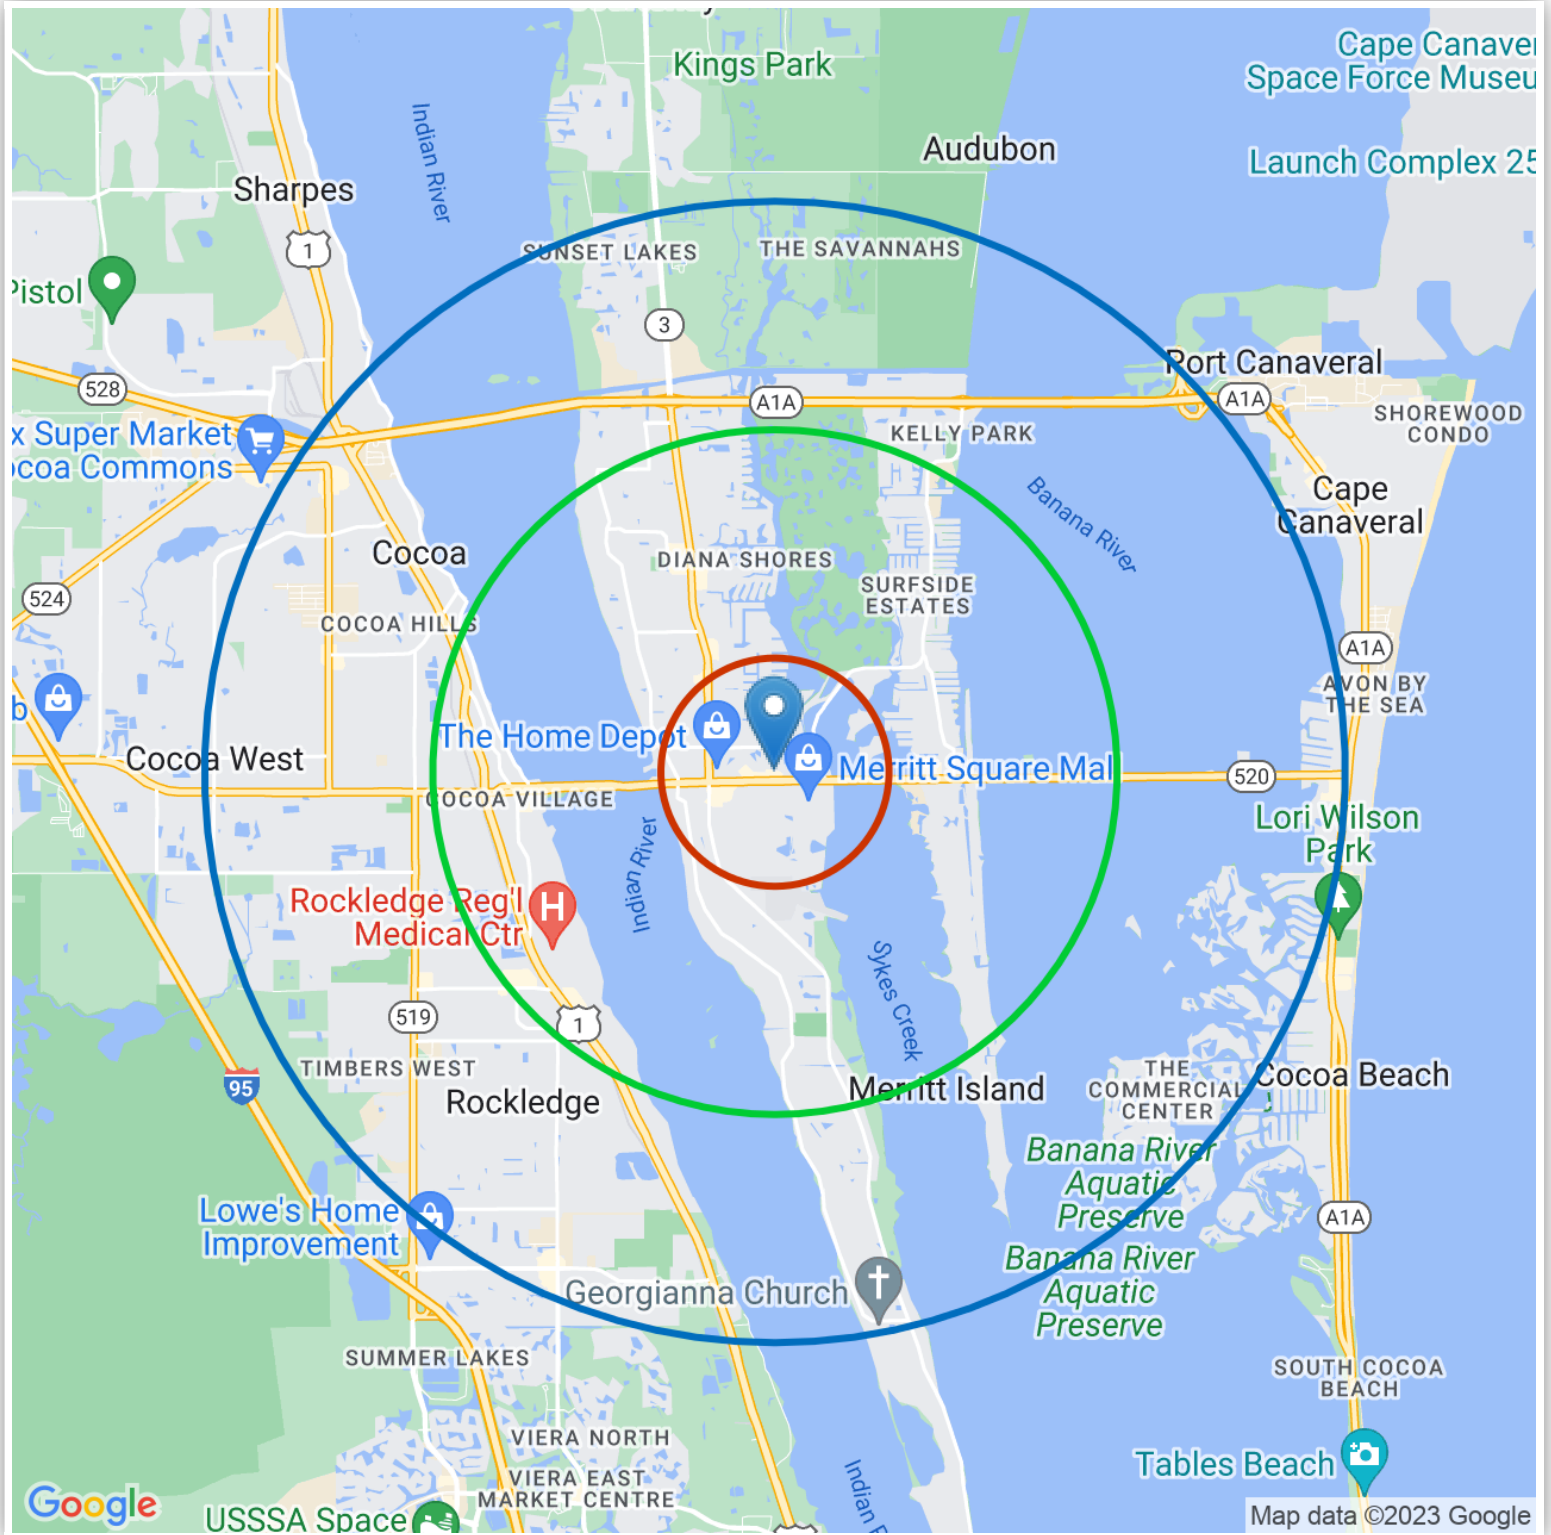 Kings Park
Cape Canaver
Space Force Museu
Indian River
Audubon
Launch Complex 25
Sharpes
1
SUNSET LAKES
THE SAVANNAHS
Pistol
3
Port Canaveral
528
A1A
A1A
SHOREWOOD
CONDO
x Super Market
ocoa Commons
KELLY PARK
Banana River
Cape
Canaveral
Cocoa
DIANA SHORES
SURFSIDE
ESTATES
524
COCOA HILLS
A1A
AVON BY
THE SEA
b
The Home Depot
Cocoa West
Merritt Square Mall
520
COCOA VILLAGE
Lori Wilson
Park
Indian River
Rockledge Reg'l
Medical Ctr
H
Sykes Creek
519
1
TIMBERS WEST
95
Rockledge
Merritt Island
THE
COMMERCIAL
CENTER
Cocoa Beach
Banana River
Aquatic
Preserve
Lowe's Home
Improvement
A1A
Banana River
Aquatic
Preserve
Georgianna Church
SUMMER LAKES
SOUTH COCOA
BEACH
VIERA NORTH
Tables Beach
VIERA EAST
MARKET CENTRE
Indian R
Google
USSSA Space
Map data ©2023 Google